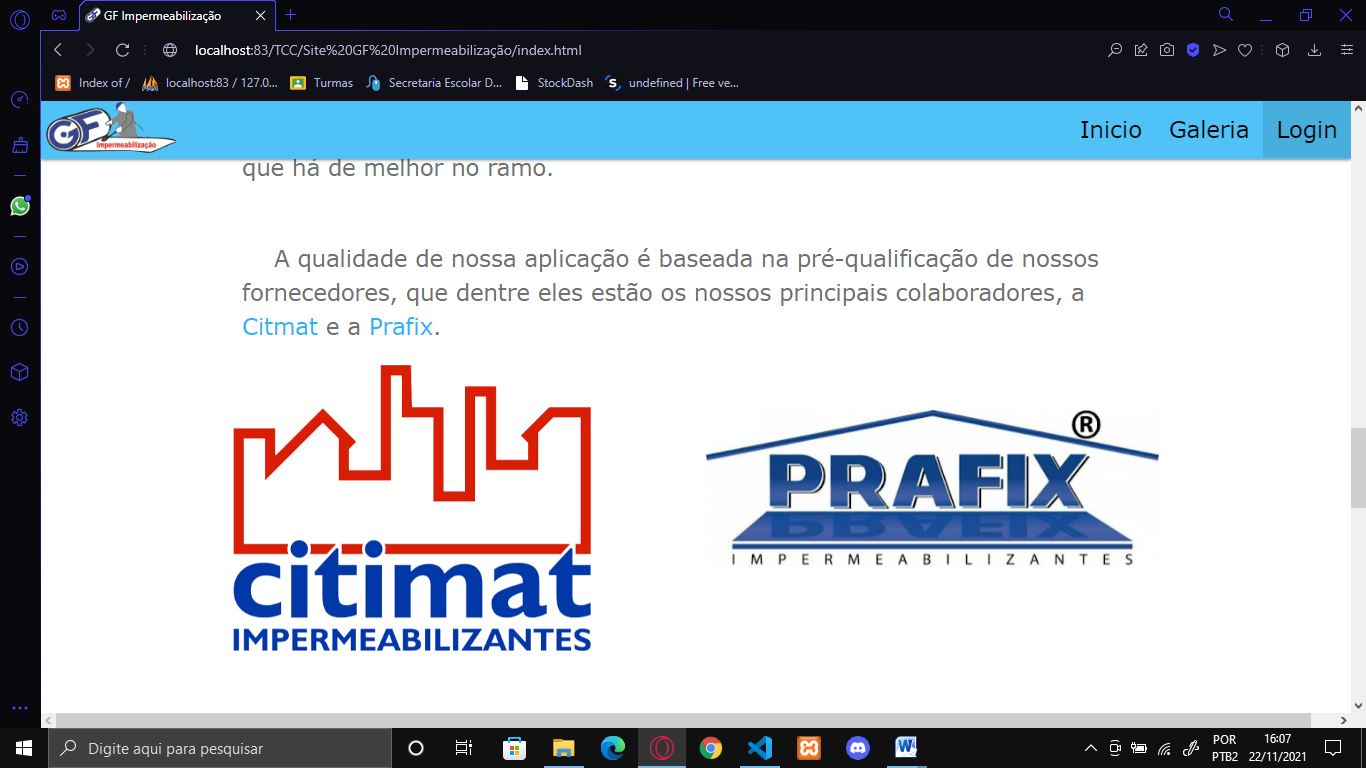 GF Impermeabilização
localhost:83/TCC/Site%20GF%20Impermeabilização/index.html
Index of /
localhost:83 / 127.0...
Turmas
Secretaria Escolar D...
StockDash
undefined | Free ve...
GF
Impermeabilização
Inicio
Galeria
Login
que há de melhor no ramo.
A qualidade de nossa aplicação é baseada na pré-qualificação de nossos
fornecedores, que dentre eles estão os nossos principais colaboradores, a
Citmat e a Prafix.
citimat
IMPERMEABILIZANTES
PRAFIX®
IMPERMEABILIZANTES
Digite aqui para pesquisar
POR
PTB2
16:07
22/11/2021